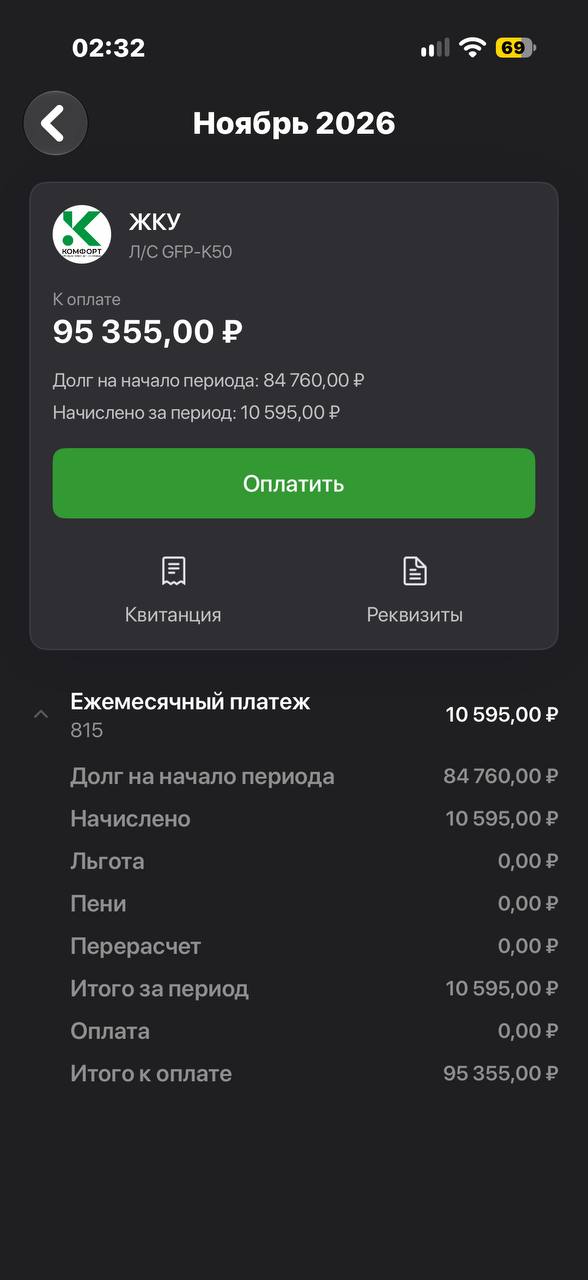 02:32
69
Ноябрь 2026
КОМФОРТ
ЖКУ
Л/С GFP-K50
К оплате
95 355,00 ₽
Долг на начало периода: 84 760,00 ₽
Начислено за период: 10 595,00 ₽
Оплатить
Квитанция
Реквизиты
Ежемесячный платеж
10 595,00 ₽
815
Долг на начало периода 84 760,00 ₽
Начислено 10 595,00 ₽
Льгота 0,00 ₽
Пени 0,00 ₽
Перерасчет 0,00 ₽
Итого за период 10 595,00 ₽
Оплата 0,00 ₽
Итого к оплате 95 355,00 ₽